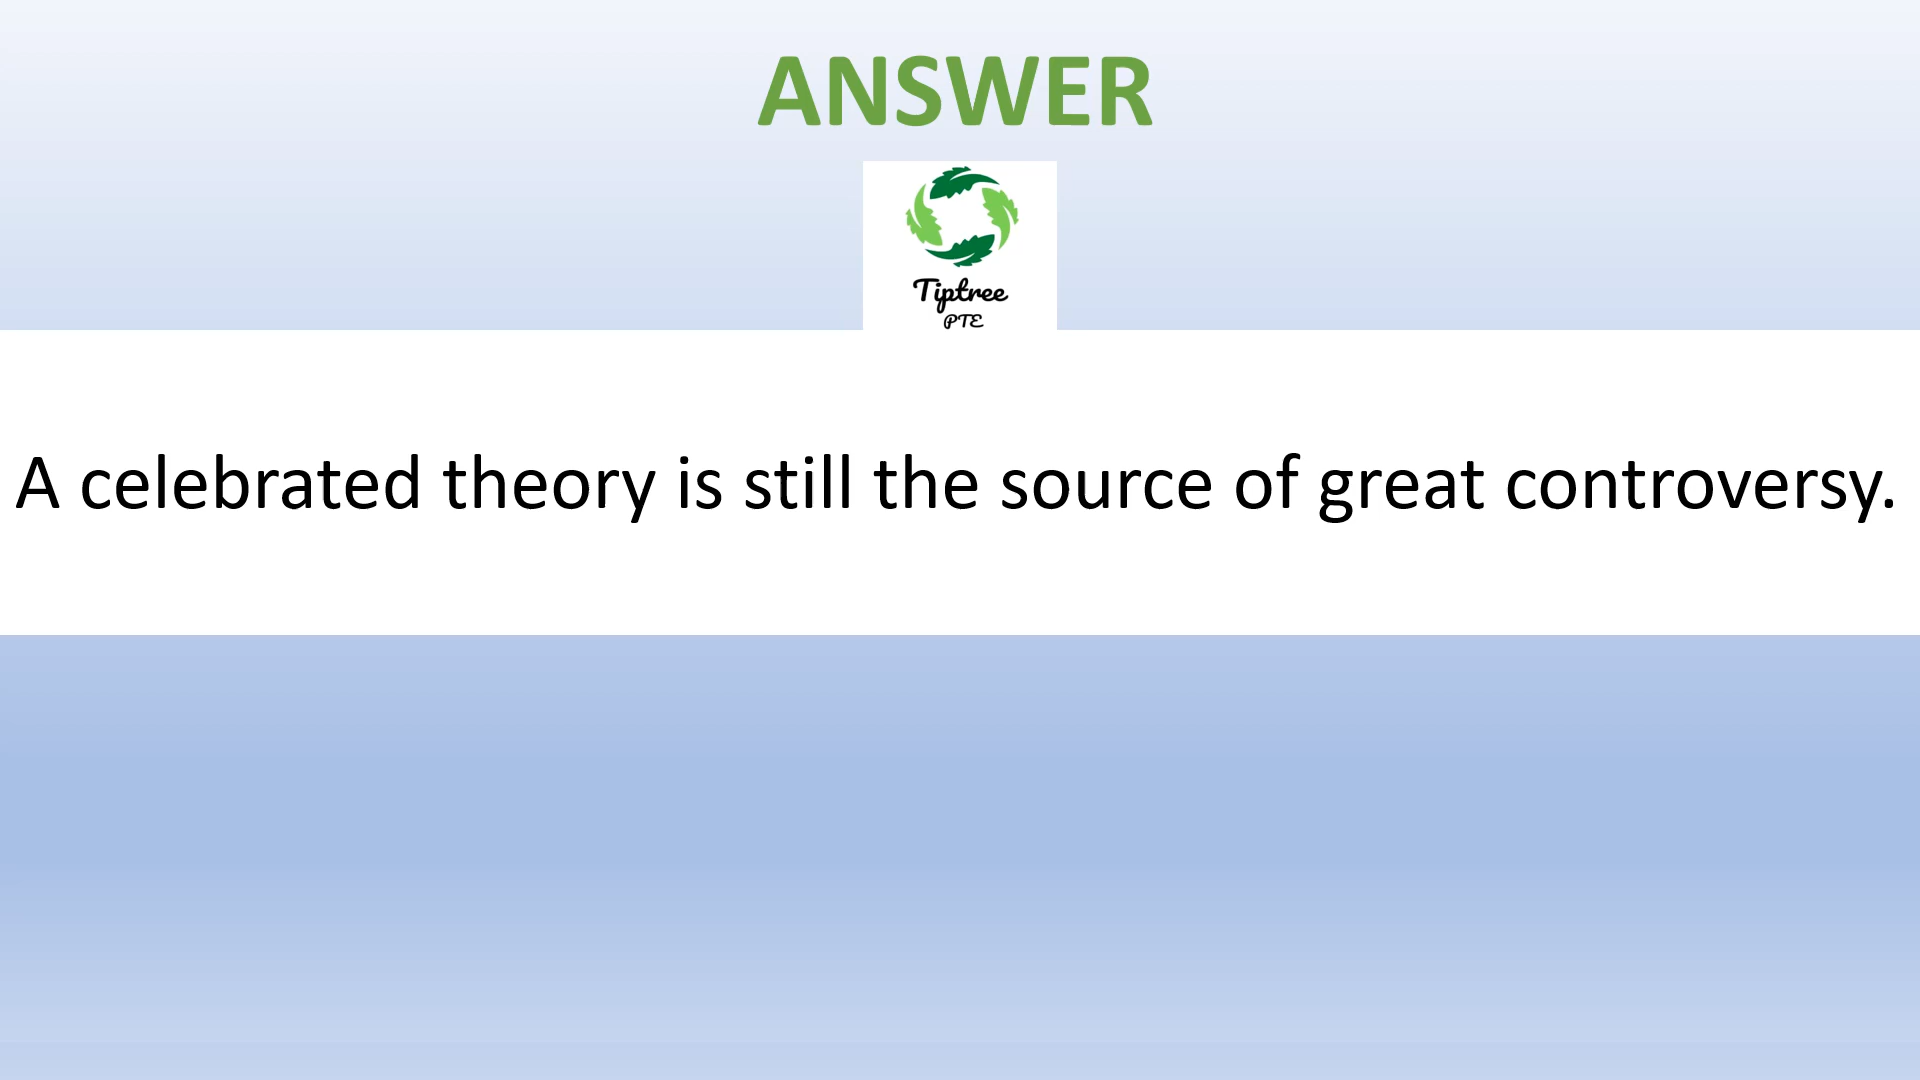 ANSWER
Tiptree
PTE
A celebrated theory is still the source of great controversy.